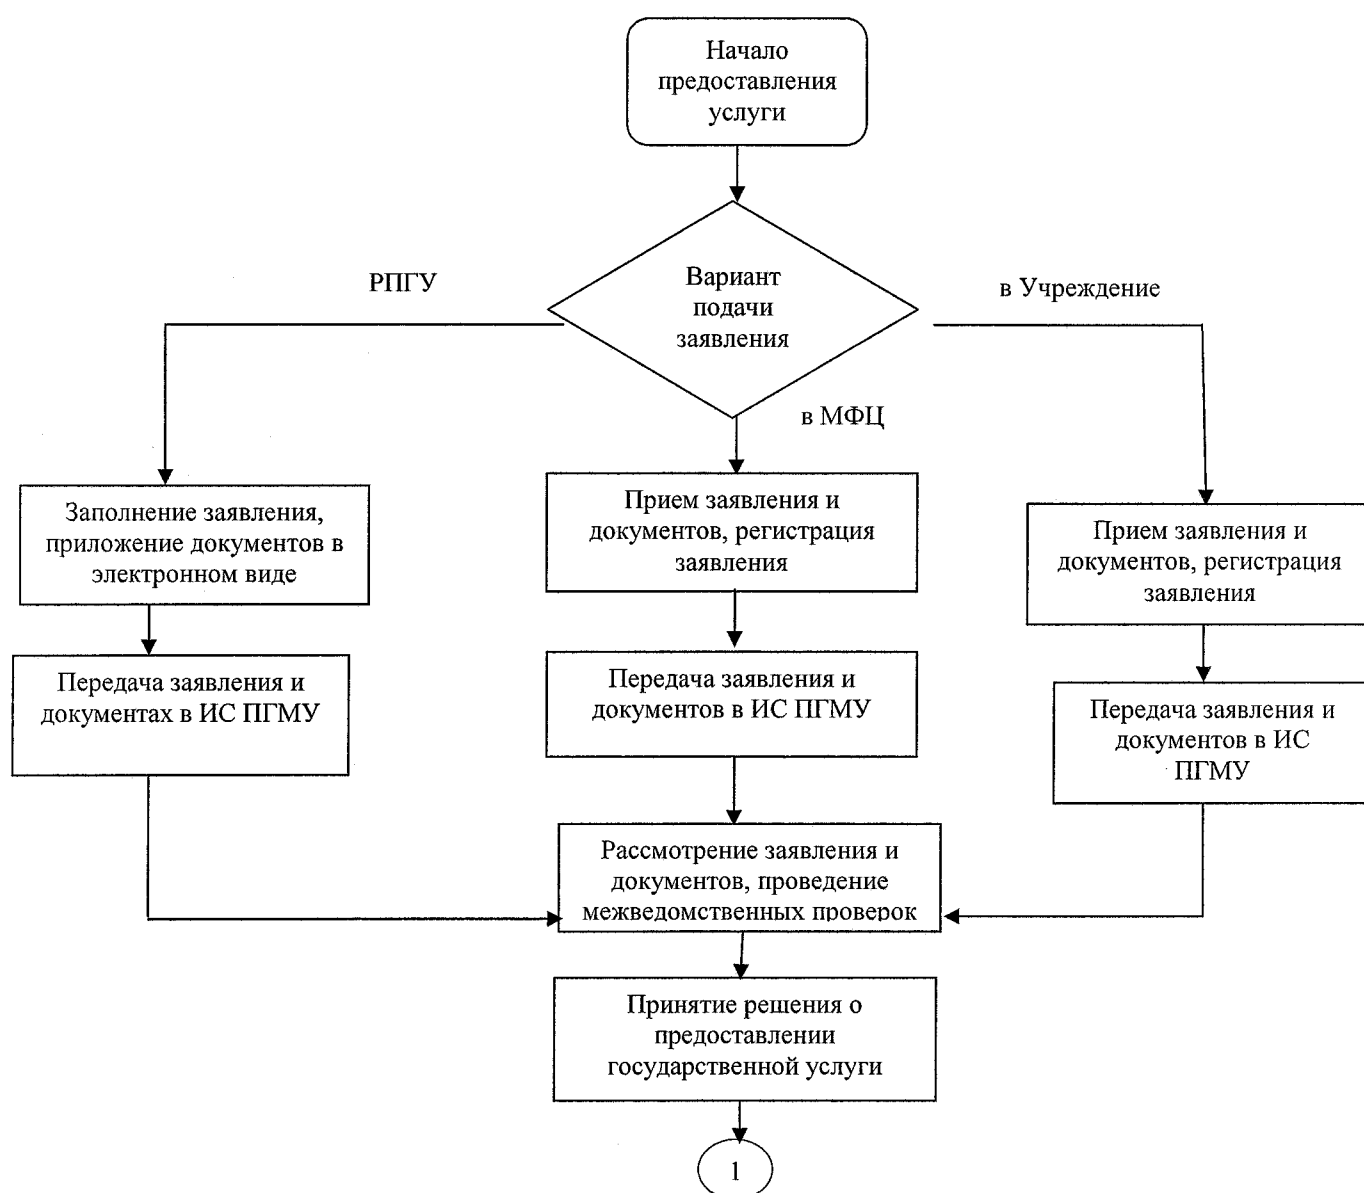 Начало
предоставления
услуги
РПГУ
Вариант
подачи
заявления
в Учреждение
в МФЦ
Заполнение заявления,
приложение документов в
электронном виде
Прием заявления и
документов, регистрация
заявления
Прием заявления и
документов, регистрация
заявления
Передача заявления и
документах в ИС ПГМУ
Передача заявления и
документов в ИС ПГМУ
Передача заявления и
документов в ИС
ПГМУ
Рассмотрение заявления и
документов, проведение
межведомственных проверок
Принятие решения о
предоставлении
государственной услуги
1